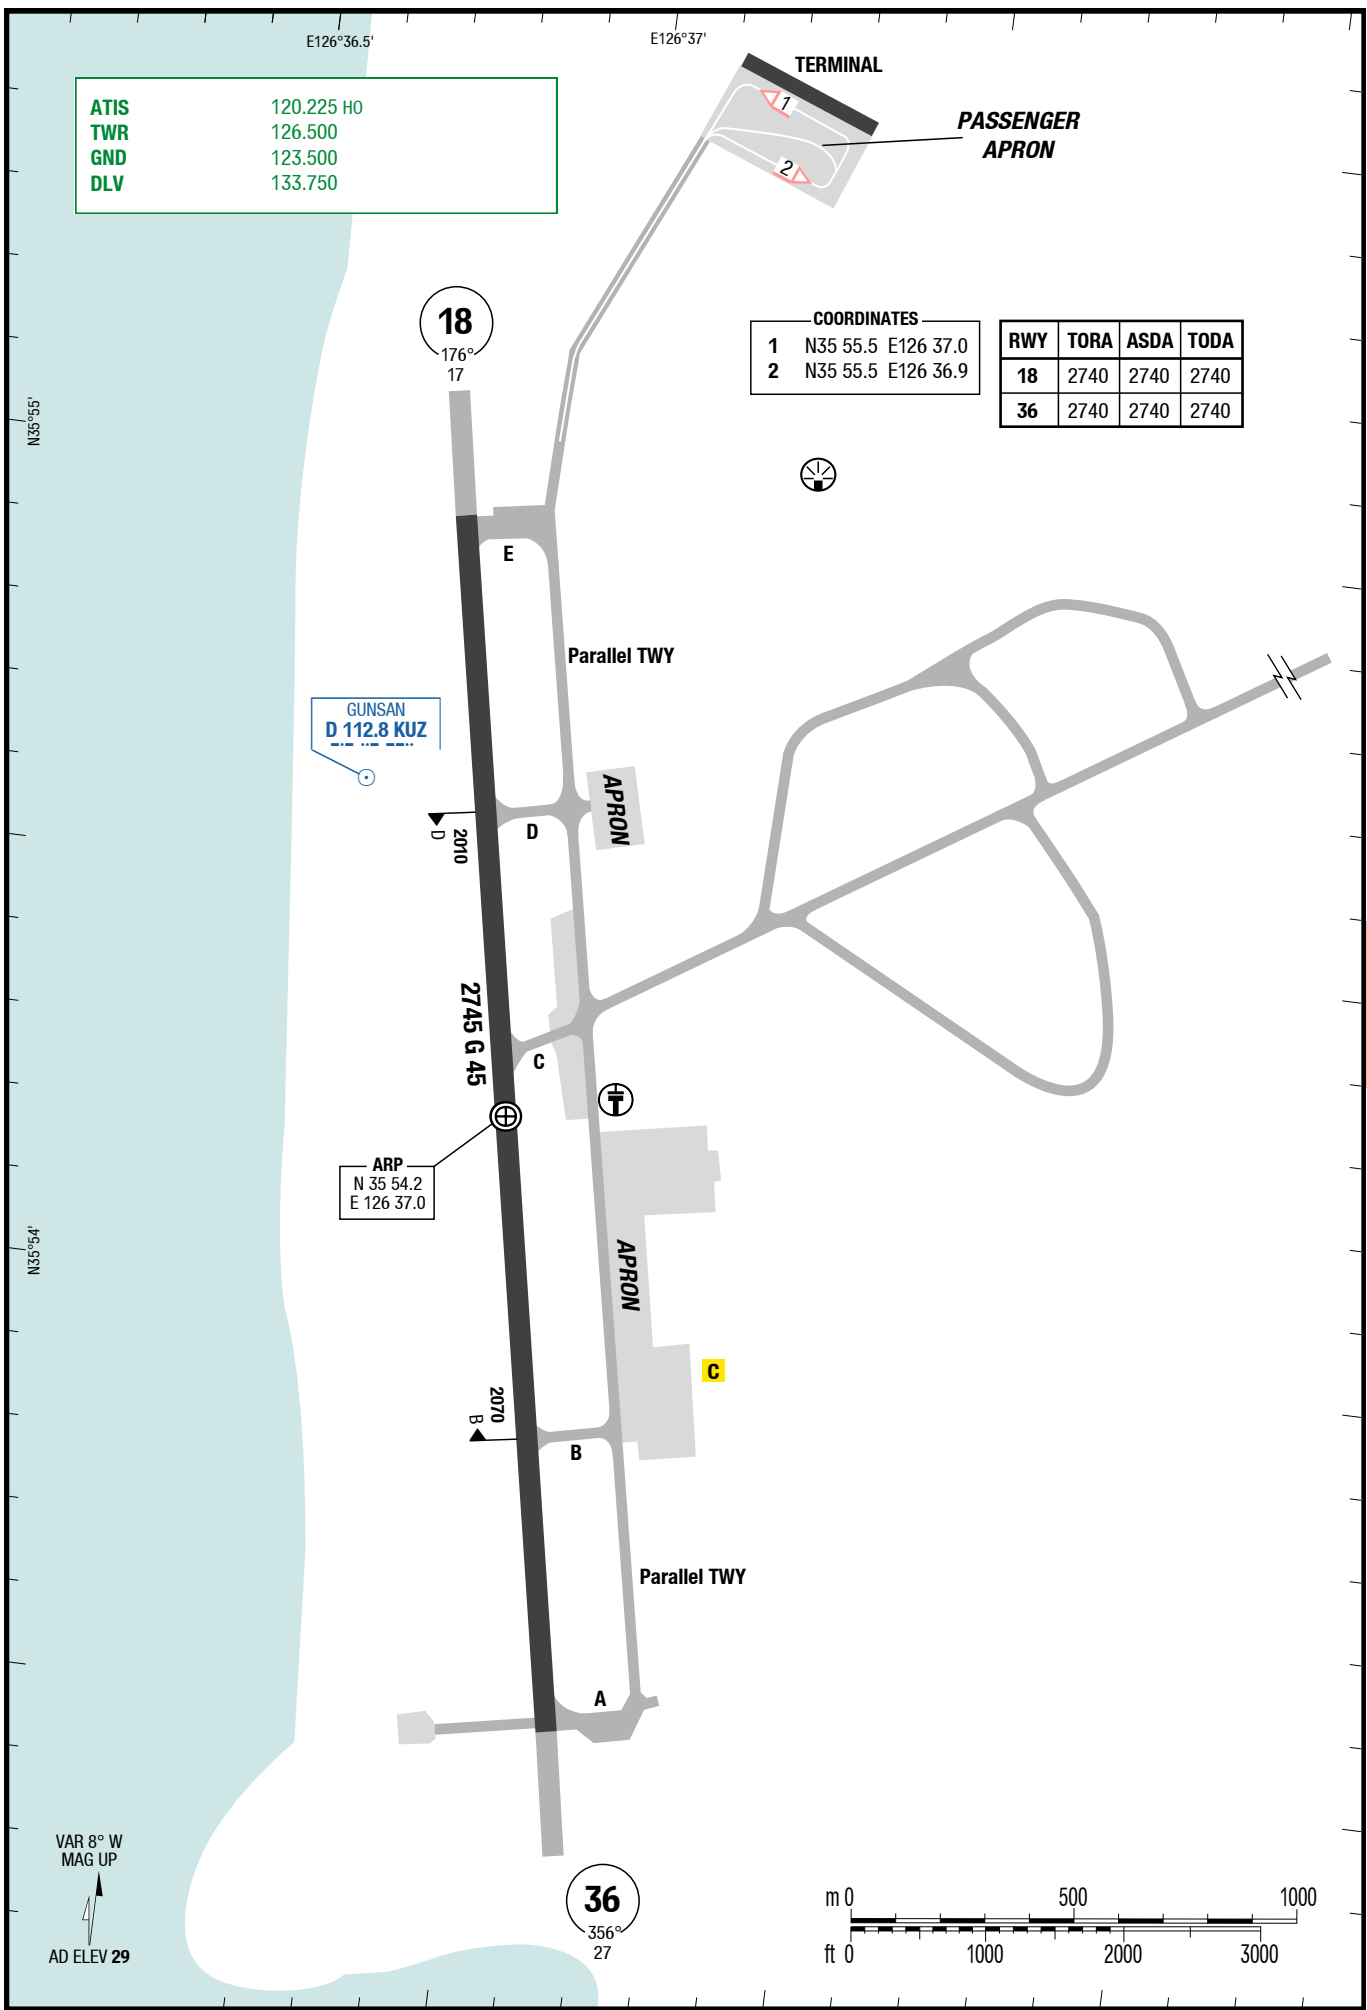 E126°36.5'
E126°37'
TERMINAL
1
2
PASSENGER
APRON
ATIS 120.225 HO
TWR 126.500
GND 123.500
DLV 133.750
18
176°
17
COORDINATES
1 N35 55.5 E126 37.0
2 N35 55.5 E126 36.9
RWY TORA ASDA TODA
18 2740 2740 2740
36 2740 2740 2740
N35°55'
E
Parallel TWY
GUNSAN
D 112.8 KUZ
APRON
D
2010
D
2745 G 45
C
ARP
N 35 54.2
E 126 37.0
N35°54'
APRON
C
2070
B
B
Parallel TWY
A
VAR 8° W
MAG UP
AD ELEV 29
36
356°
27
m 0 500 1000
ft 0 1000 2000 3000